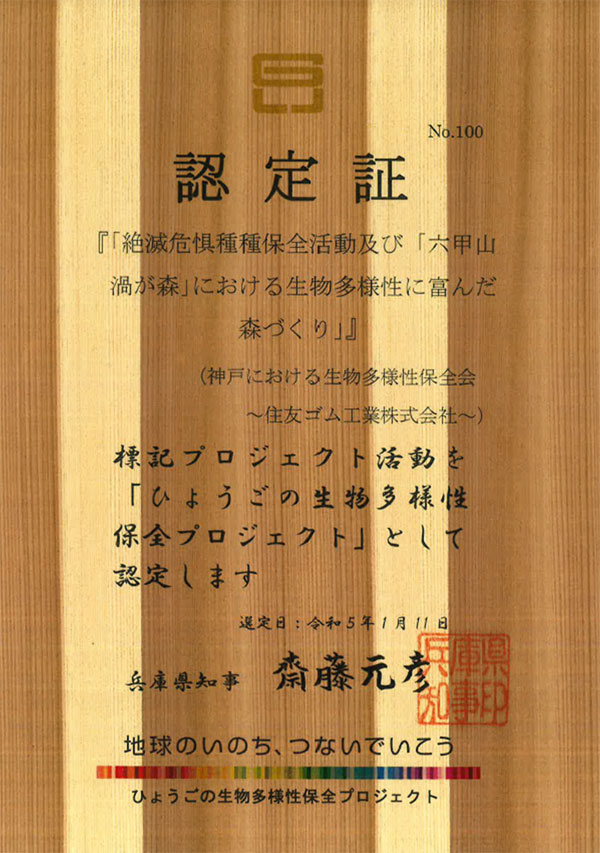 No.100
認定証
『「絶滅危惧種種保全活動及び「六甲山
渦が森」における生物多様性に富んだ
森づくり」』
（神戸における生物多様性保全会
～住友ゴム工業株式会社～）
標記プロジェクト活動を
「ひょうごの生物多様性
保全プロジェクト」として
認定します
選定日：令和5年1月11日
兵庫県知事 齋藤元彦
兵庫県
知事印
地球のいのち、つないでいこう
ひょうごの生物多様性保全プロジェクト